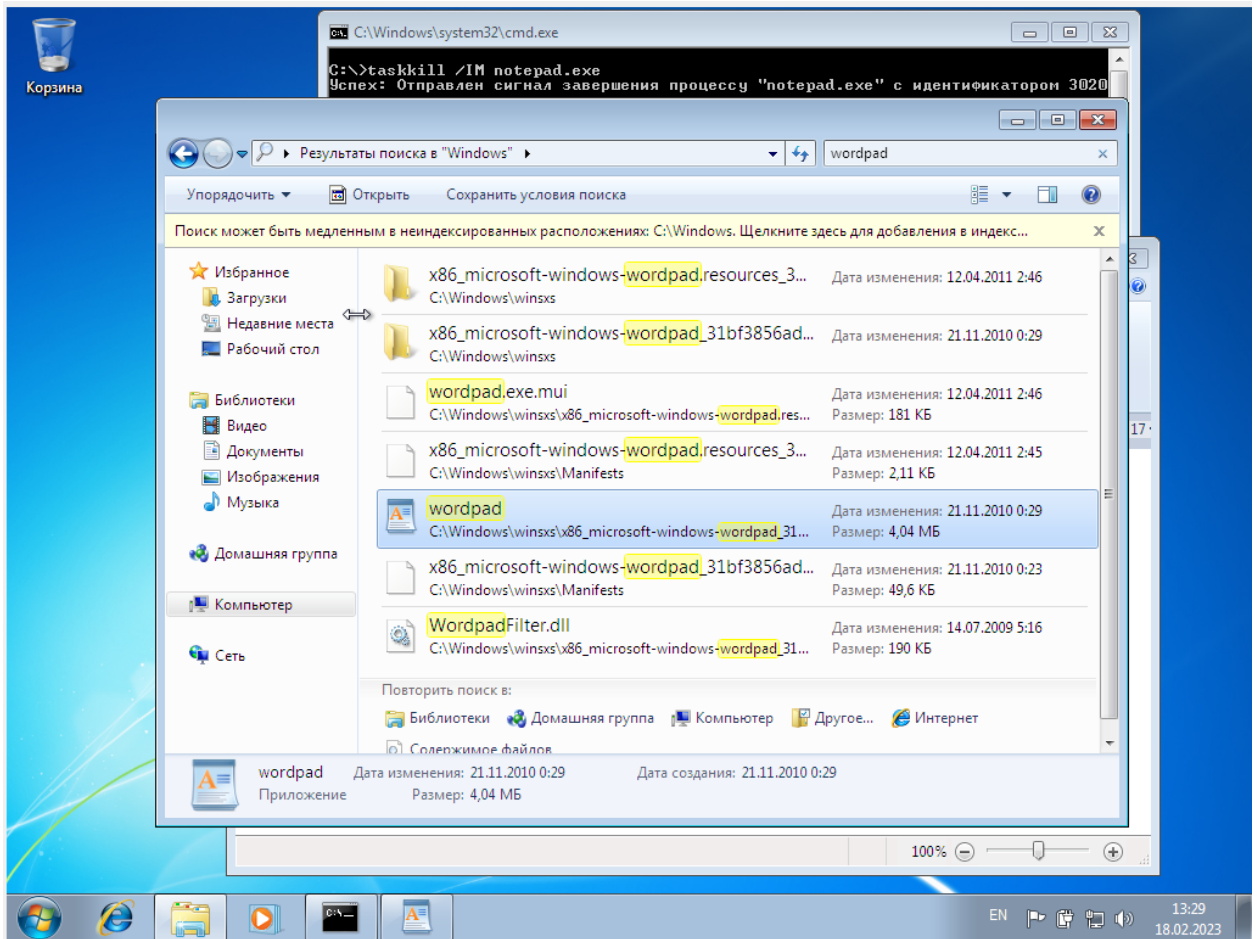 Корзина
C:\Windows\system32\cmd.exe
C:\>taskkill /IM notepad.exe
Успех: Отправлен сигнал завершения процессу "notepad.exe" с идентификатором 3020
Результаты поиска в "Windows"
wordpad
Упорядочить
Открыть
Сохранить условия поиска
Поиск может быть медленным в неиндексированных расположениях: C:\Windows. Щелкните здесь для добавления в индекс...
Избранное
Загрузки
Недавние места
Рабочий стол
Библиотеки
Видео
Документы
Изображения
Музыка
Домашняя группа
Компьютер
Сеть
x86_microsoft-windows-wordpad.resources_3...
Дата изменения: 12.04.2011 2:46
C:\Windows\winsxs
x86_microsoft-windows-wordpad_31bf3856ad...
Дата изменения: 21.11.2010 0:29
C:\Windows\winsxs
wordpad.exe.mui
Дата изменения: 12.04.2011 2:46
C:\Windows\winsxs\x86_microsoft-windows-wordpad.res...
Размер: 181 КБ
x86_microsoft-windows-wordpad.resources_3...
Дата изменения: 12.04.2011 2:45
C:\Windows\winsxs\Manifests
Размер: 2,11 КБ
wordpad
Дата изменения: 21.11.2010 0:29
C:\Windows\winsxs\x86_microsoft-windows-wordpad_31...
Размер: 4,04 МБ
x86_microsoft-windows-wordpad_31bf3856ad...
Дата изменения: 21.11.2010 0:23
C:\Windows\winsxs\Manifests
Размер: 49,6 КБ
WordpadFilter.dll
Дата изменения: 14.07.2009 5:16
C:\Windows\winsxs\x86_microsoft-windows-wordpad_31...
Размер: 190 КБ
Повторить поиск в:
Библиотеки
Домашняя группа
Компьютер
Другое...
Интернет
Содержимое файлов
wordpad
Дата изменения: 21.11.2010 0:29
Дата создания: 21.11.2010 0:29
Приложение
Размер: 4,04 МБ
17
100%
EN
13:29
18.02.2023